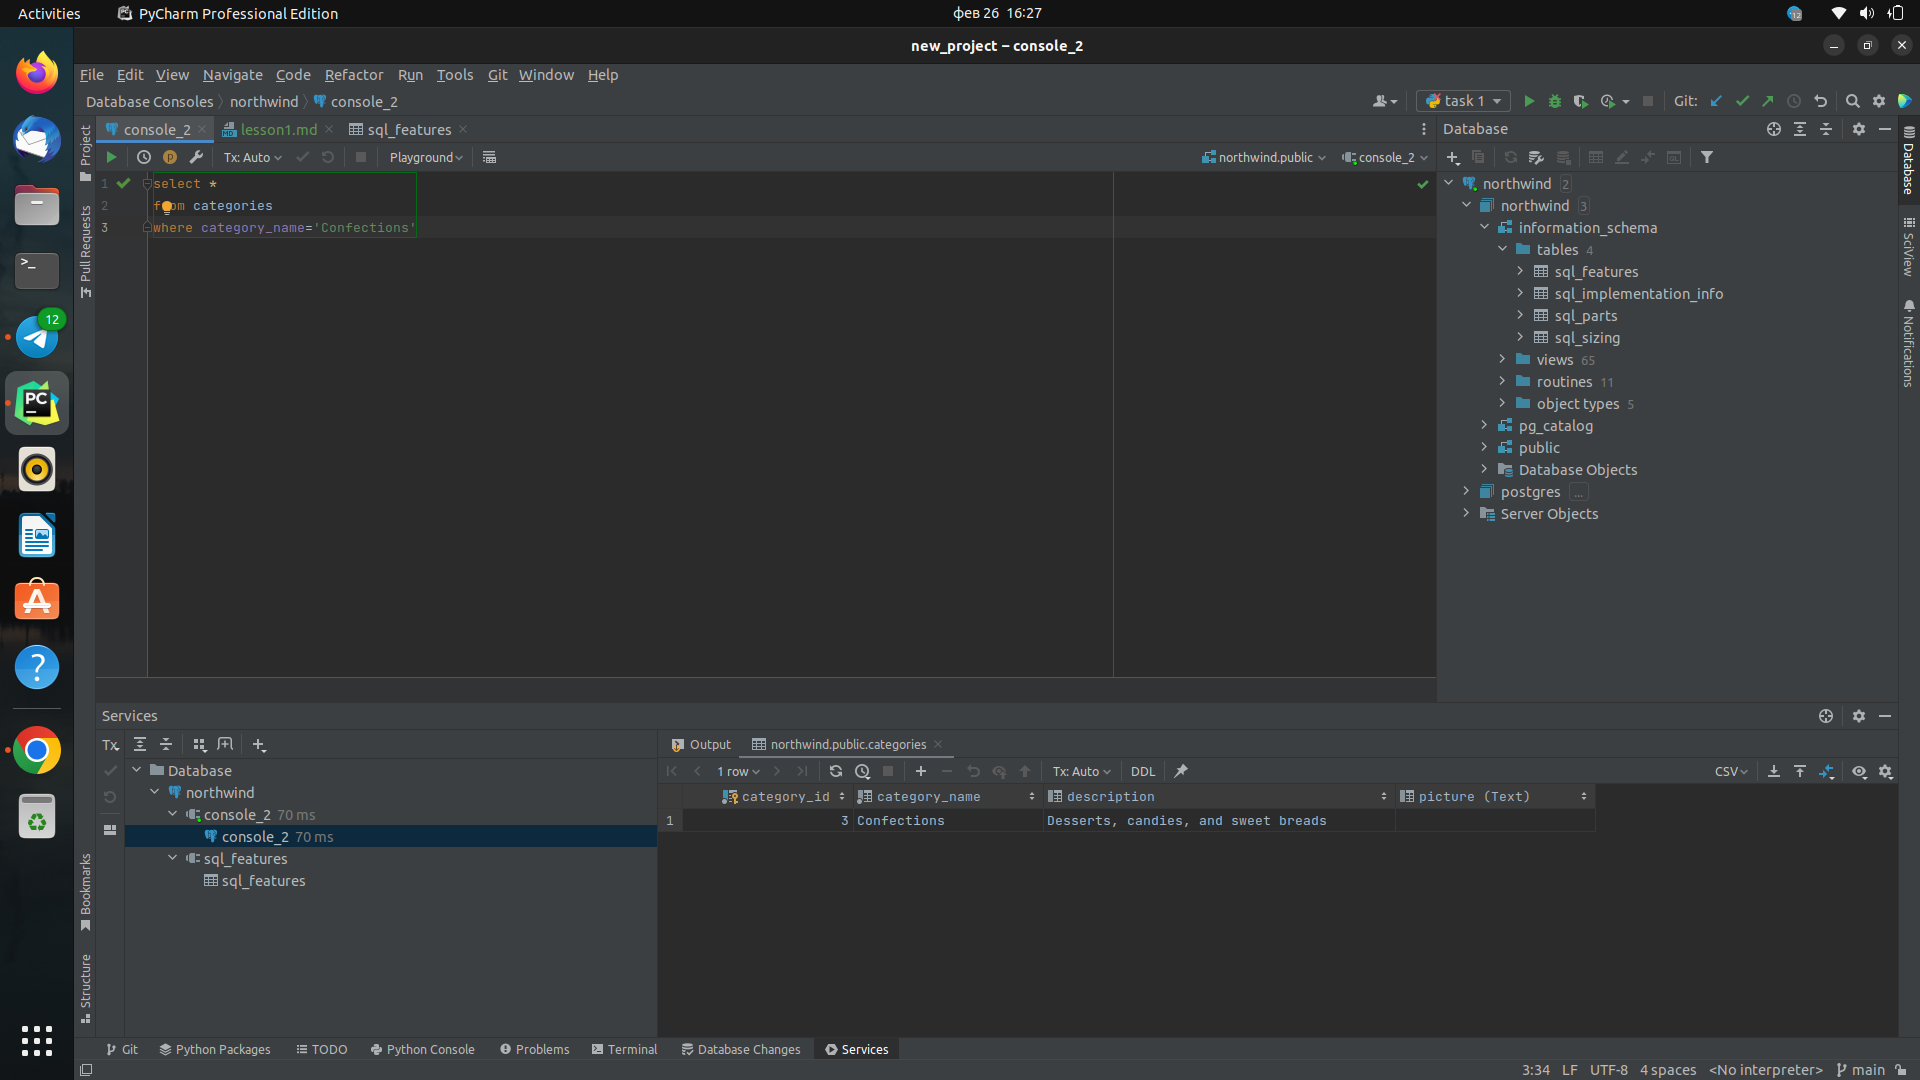 Activities
PyCharm Professional Edition
фев 26 16:27
12
new_project – console_2
File Edit View Navigate Code Refactor Run Tools Git Window Help
Database Consoles northwind console_2
task 1
Git:
console_2
lesson1.md
sql_features
Tx: Auto
Playground
northwind.public
console_2
1 select *
2 from categories
3 where category_name='Confections'
Project
Pull Requests
Bookmarks
Structure
Database
northwind 2
northwind 3
information_schema
tables 4
sql_features
sql_implementation_info
sql_parts
sql_sizing
views 65
routines 11
object types 5
pg_catalog
public
Database Objects
postgres ...
Server Objects
Database
SciView
Notifications
12
PC
Services
Tx
Database
northwind
console_2 70 ms
console_2 70 ms
sql_features
sql_features
Output
northwind.public.categories
1 row
Tx: Auto
DDL
CSV
category_id category_name description picture (Text)
1 3 Confections Desserts, candies, and sweet breads
Git
Python Packages
TODO
Python Console
Problems
Terminal
Database Changes
Services
3:34 LF UTF-8 4 spaces <No interpreter> main